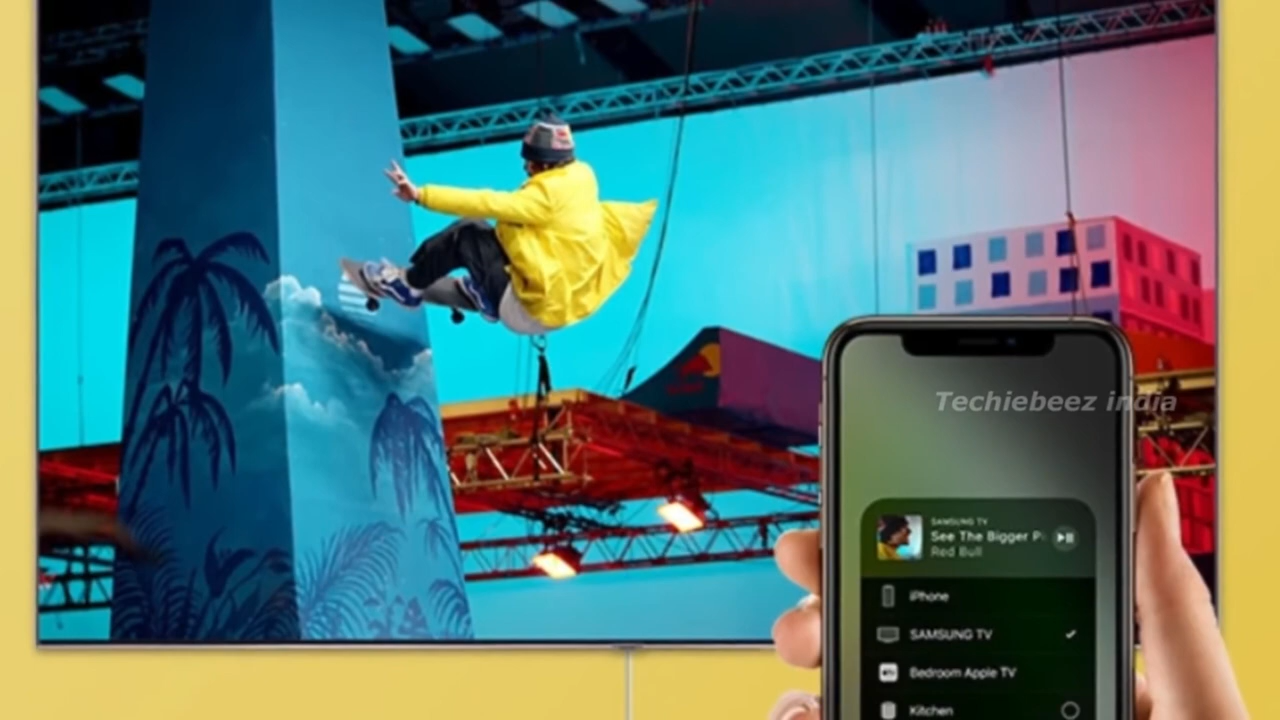 Techiebeez india
SAMSUNG TV
See The Bigger
Red Bull
iPhone
SAMSUNG TV
Bedroom Apple TV
Kitchen